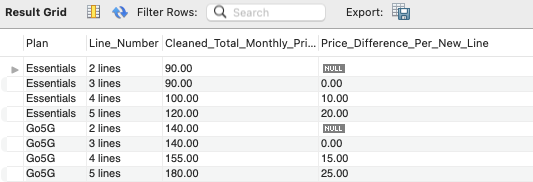 Result Grid Filter Rows: Search Export:
Plan Line_Number Cleaned_Total_Monthly_Pri... Price_Difference_Per_New_Line
Essentials 2 lines 90.00 NULL
Essentials 3 lines 90.00 0.00
Essentials 4 lines 100.00 10.00
Essentials 5 lines 120.00 20.00
Go5G 2 lines 140.00 NULL
Go5G 3 lines 140.00 0.00
Go5G 4 lines 155.00 15.00
Go5G 5 lines 180.00 25.00